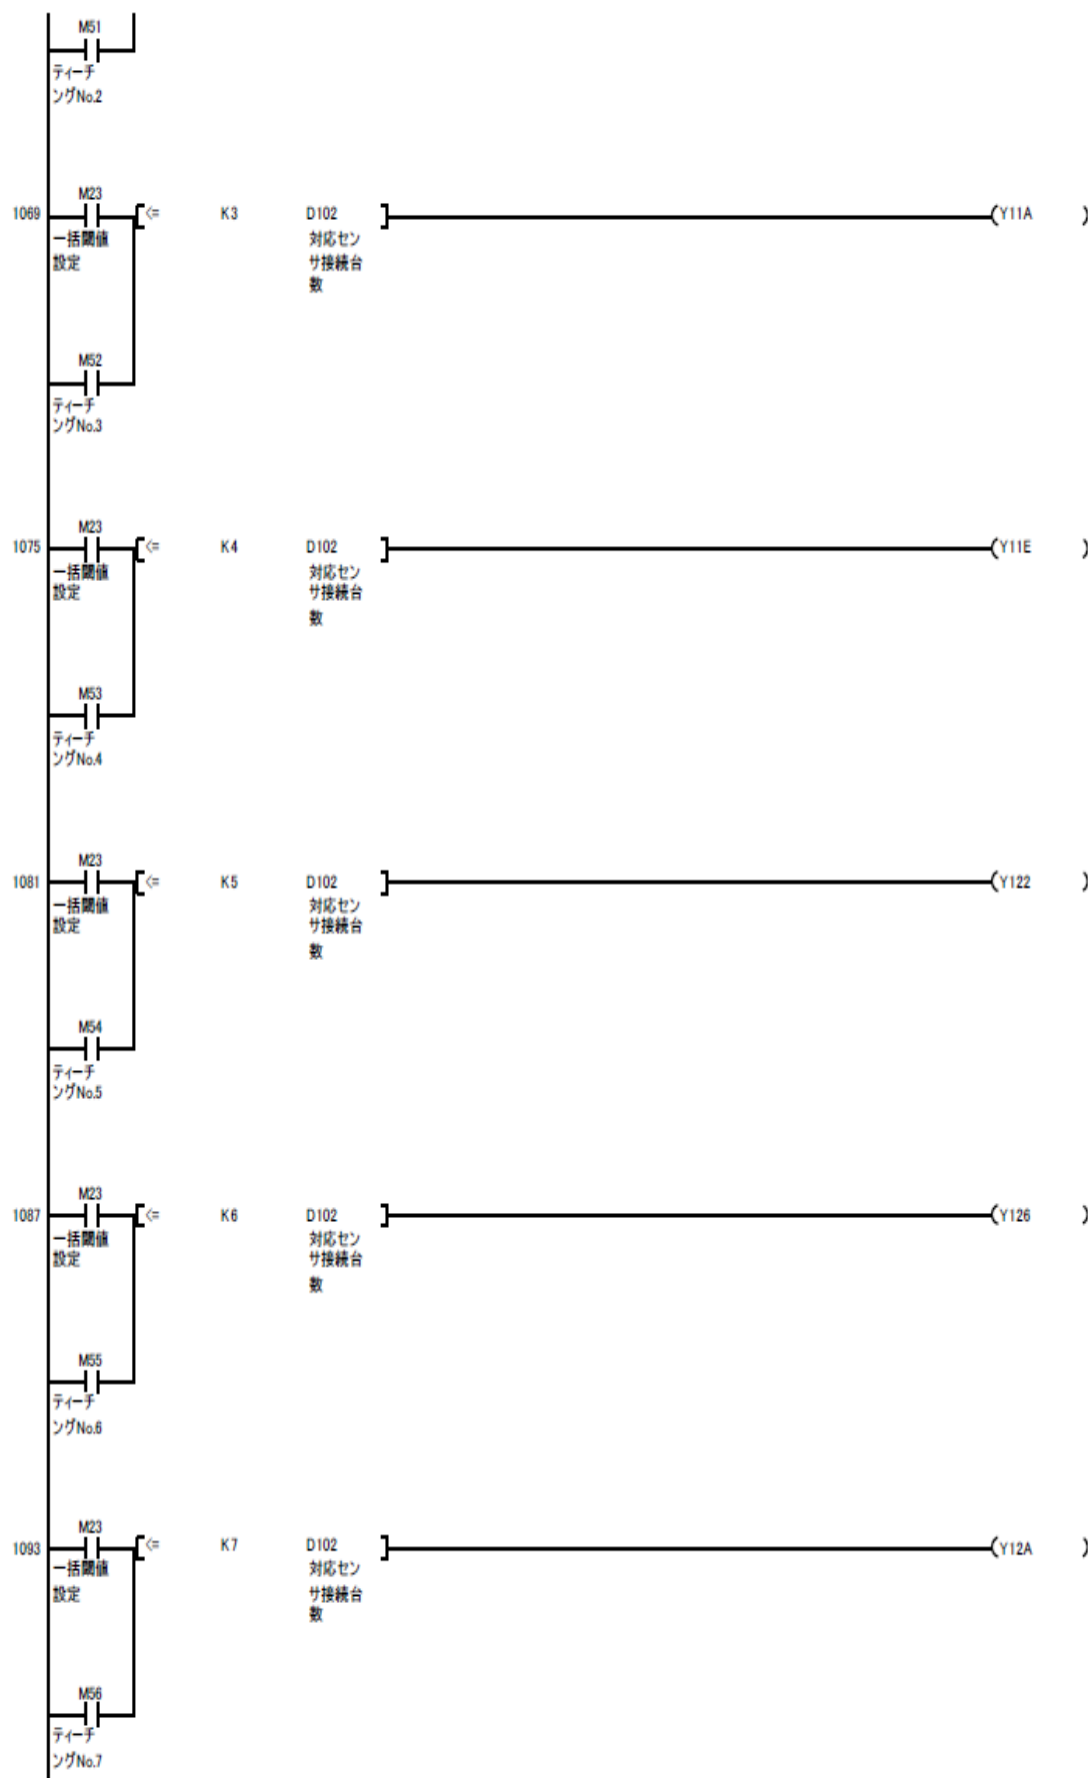 M51
ティーチ
ングNo.2
M23
1069 <= K3 D102 Y11A
一括閾値 対応セン
設定 サ接続台
数
M52
ティーチ
ングNo.3
M23
1075 <= K4 D102 Y11E
一括閾値 対応セン
設定 サ接続台
数
M53
ティーチ
ングNo.4
M23
1081 <= K5 D102 Y122
一括閾値 対応セン
設定 サ接続台
数
M54
ティーチ
ングNo.5
M23
1087 <= K6 D102 Y126
一括閾値 対応セン
設定 サ接続台
数
M55
ティーチ
ングNo.6
M23
1093 <= K7 D102 Y12A
一括閾値 対応セン
設定 サ接続台
数
M56
ティーチ
ングNo.7